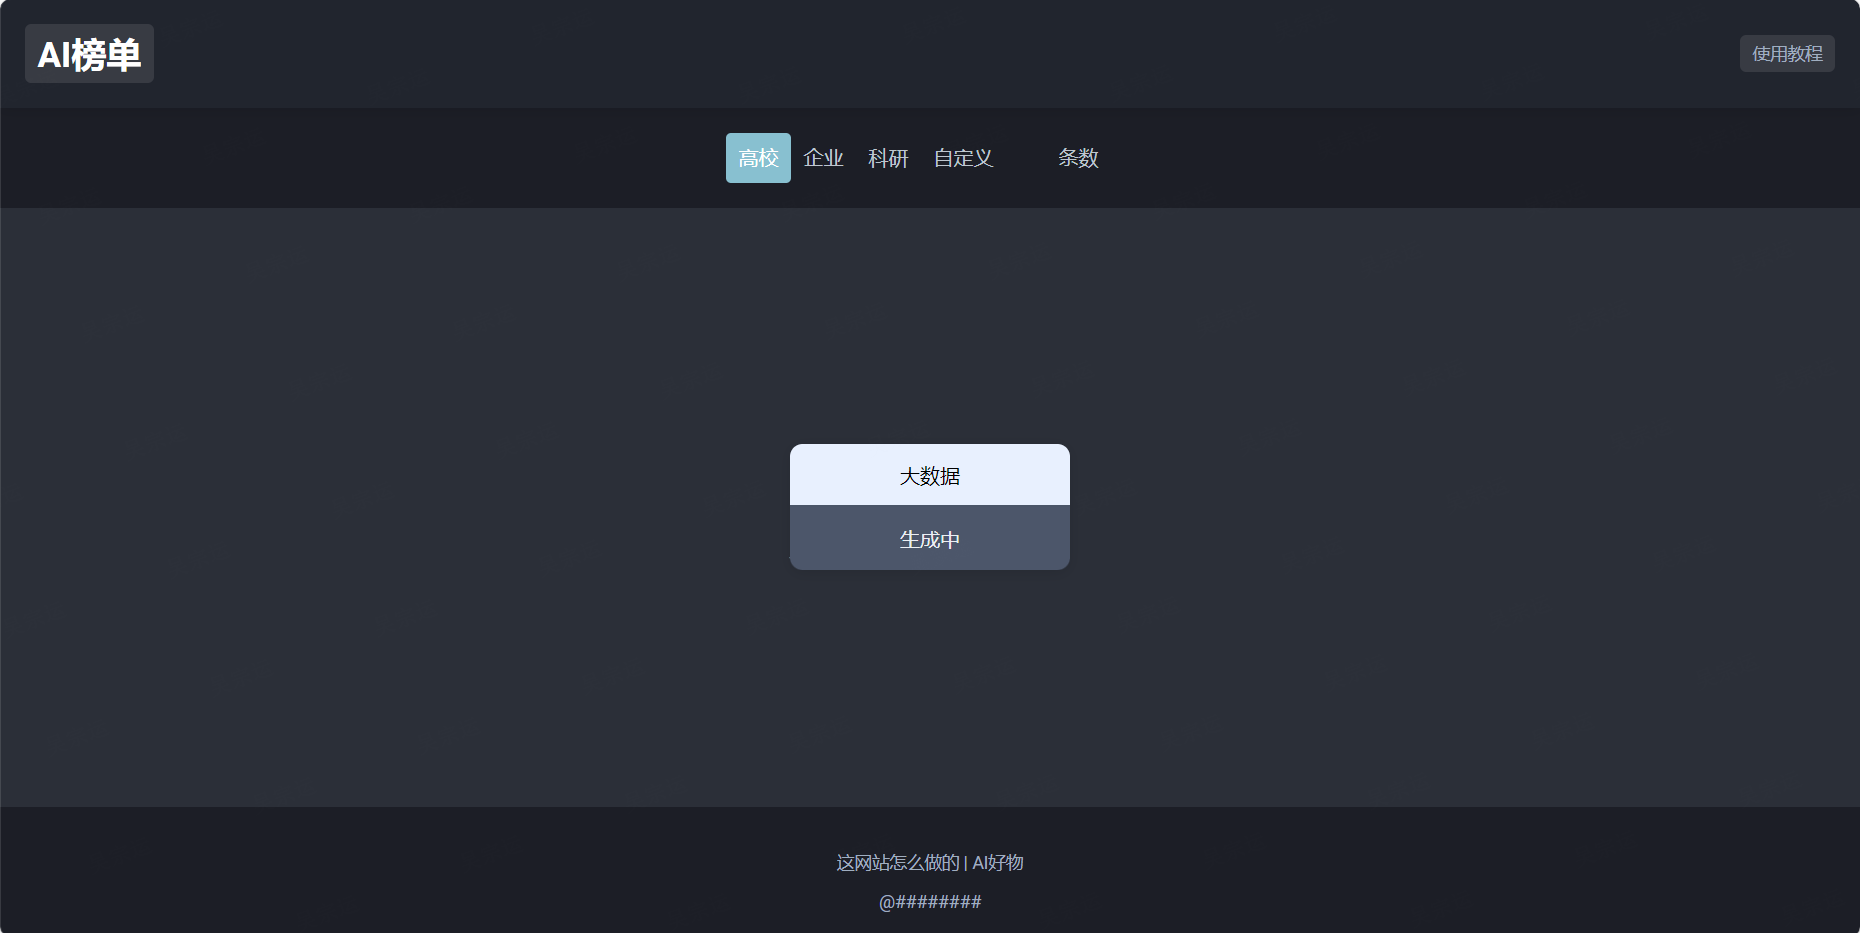 AI榜单
使用教程
高校 企业 科研 自定义 条数
大数据
生成中
这网站怎么做的 | AI好物
@########